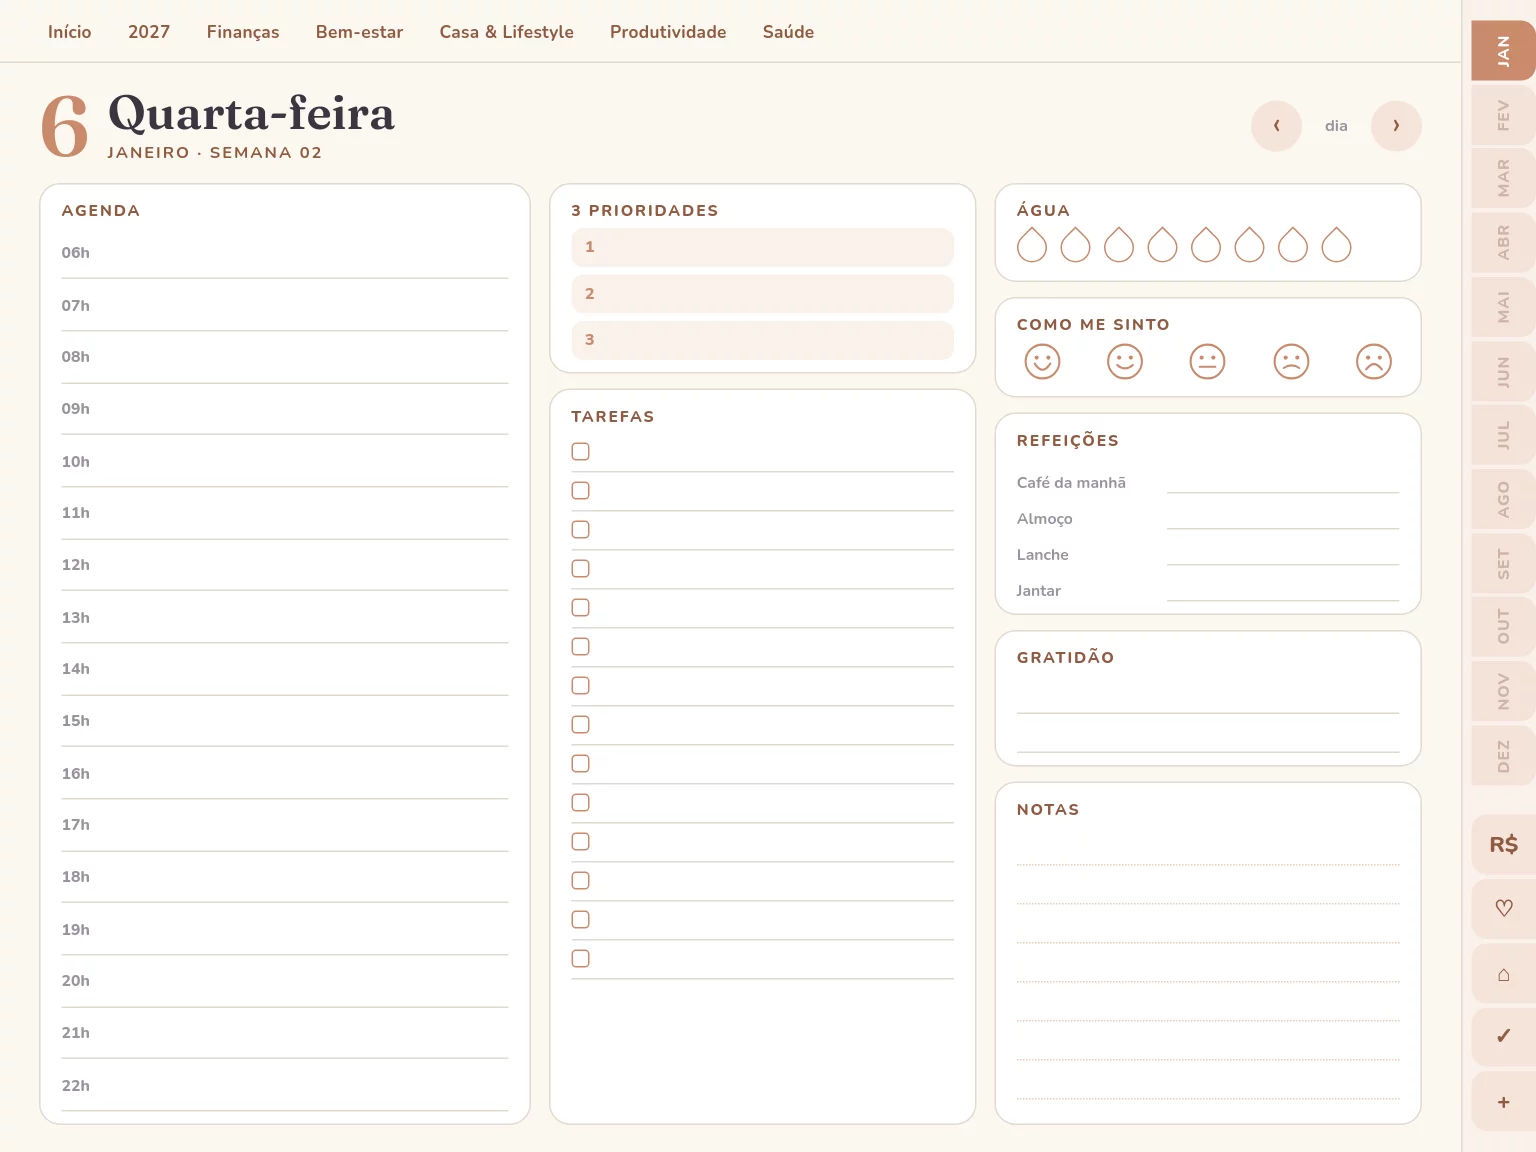 Início 2027 Finanças Bem-estar Casa & Lifestyle Produtividade Saúde
6 Quarta-feira
JANEIRO · SEMANA 02
‹ dia ›
AGENDA
06h
07h
08h
09h
10h
11h
12h
13h
14h
15h
16h
17h
18h
19h
20h
21h
22h
3 PRIORIDADES
1
2
3
TAREFAS
ÁGUA
COMO ME SINTO
REFEIÇÕES
Café da manhã
Almoço
Lanche
Jantar
GRATIDÃO
NOTAS
JAN
FEV
MAR
ABR
MAI
JUN
JUL
AGO
SET
OUT
NOV
DEZ
R$
♡
⌂
✓
+